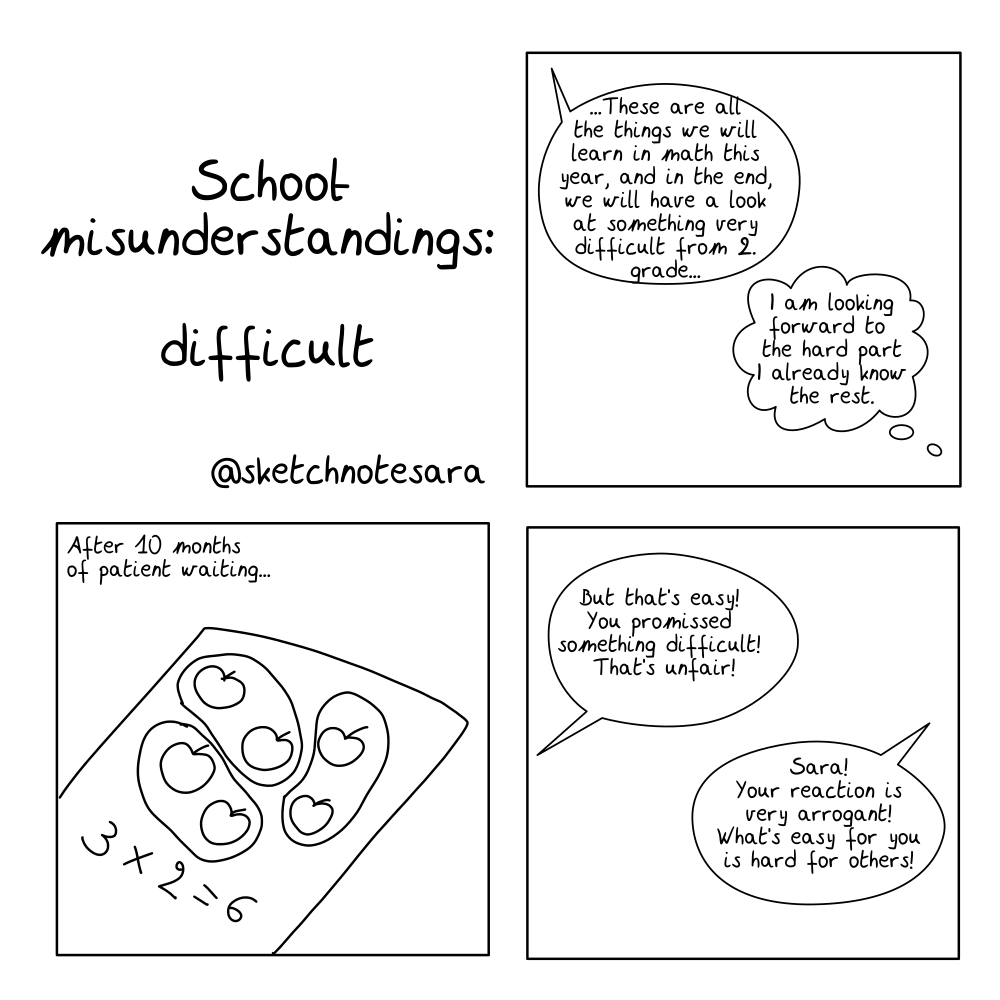 School
misunderstandings:
difficult
@sketchnotesara
...These are all
the things we will
learn in math this
year, and in the end,
we will have a look
at something very
difficult from 2.
grade...
I am looking
forward to
the hard part
I already know
the rest.
After 10 months
of patient waiting...
3 x 2 = 6
But that's easy!
You promissed
something difficult!
That's unfair!
Sara!
Your reaction is
very arrogant!
What's easy for you
is hard for others!